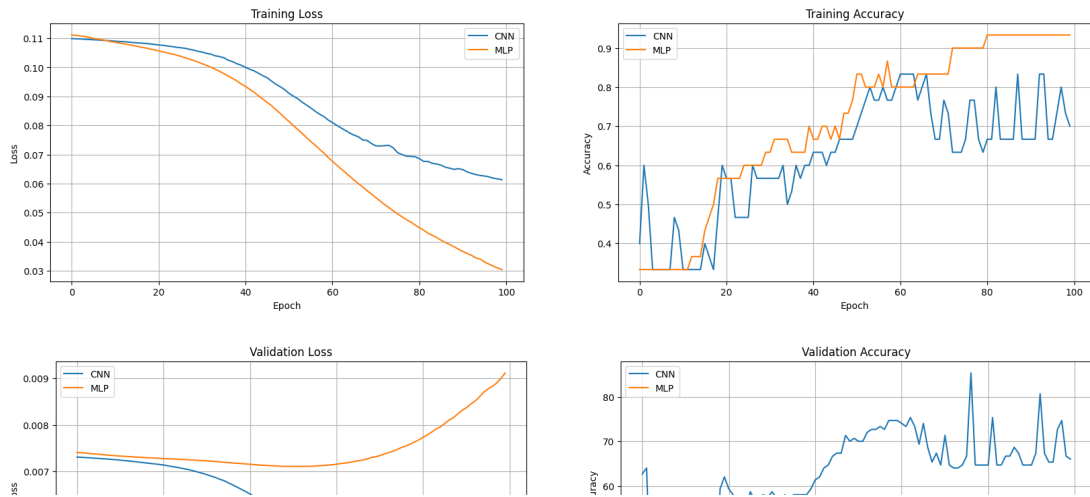 Training Loss
CNN
MLP
0.11
0.10
0.09
0.08
0.07
0.06
0.05
0.04
0.03
Loss
0
20
40
60
80
100
Epoch
Training Accuracy
CNN
MLP
0.9
0.8
0.7
0.6
0.5
0.4
Accuracy
0
20
40
60
80
100
Epoch
Validation Loss
CNN
MLP
0.009
0.008
0.007
Validation Accuracy
CNN
MLP
80
70
60